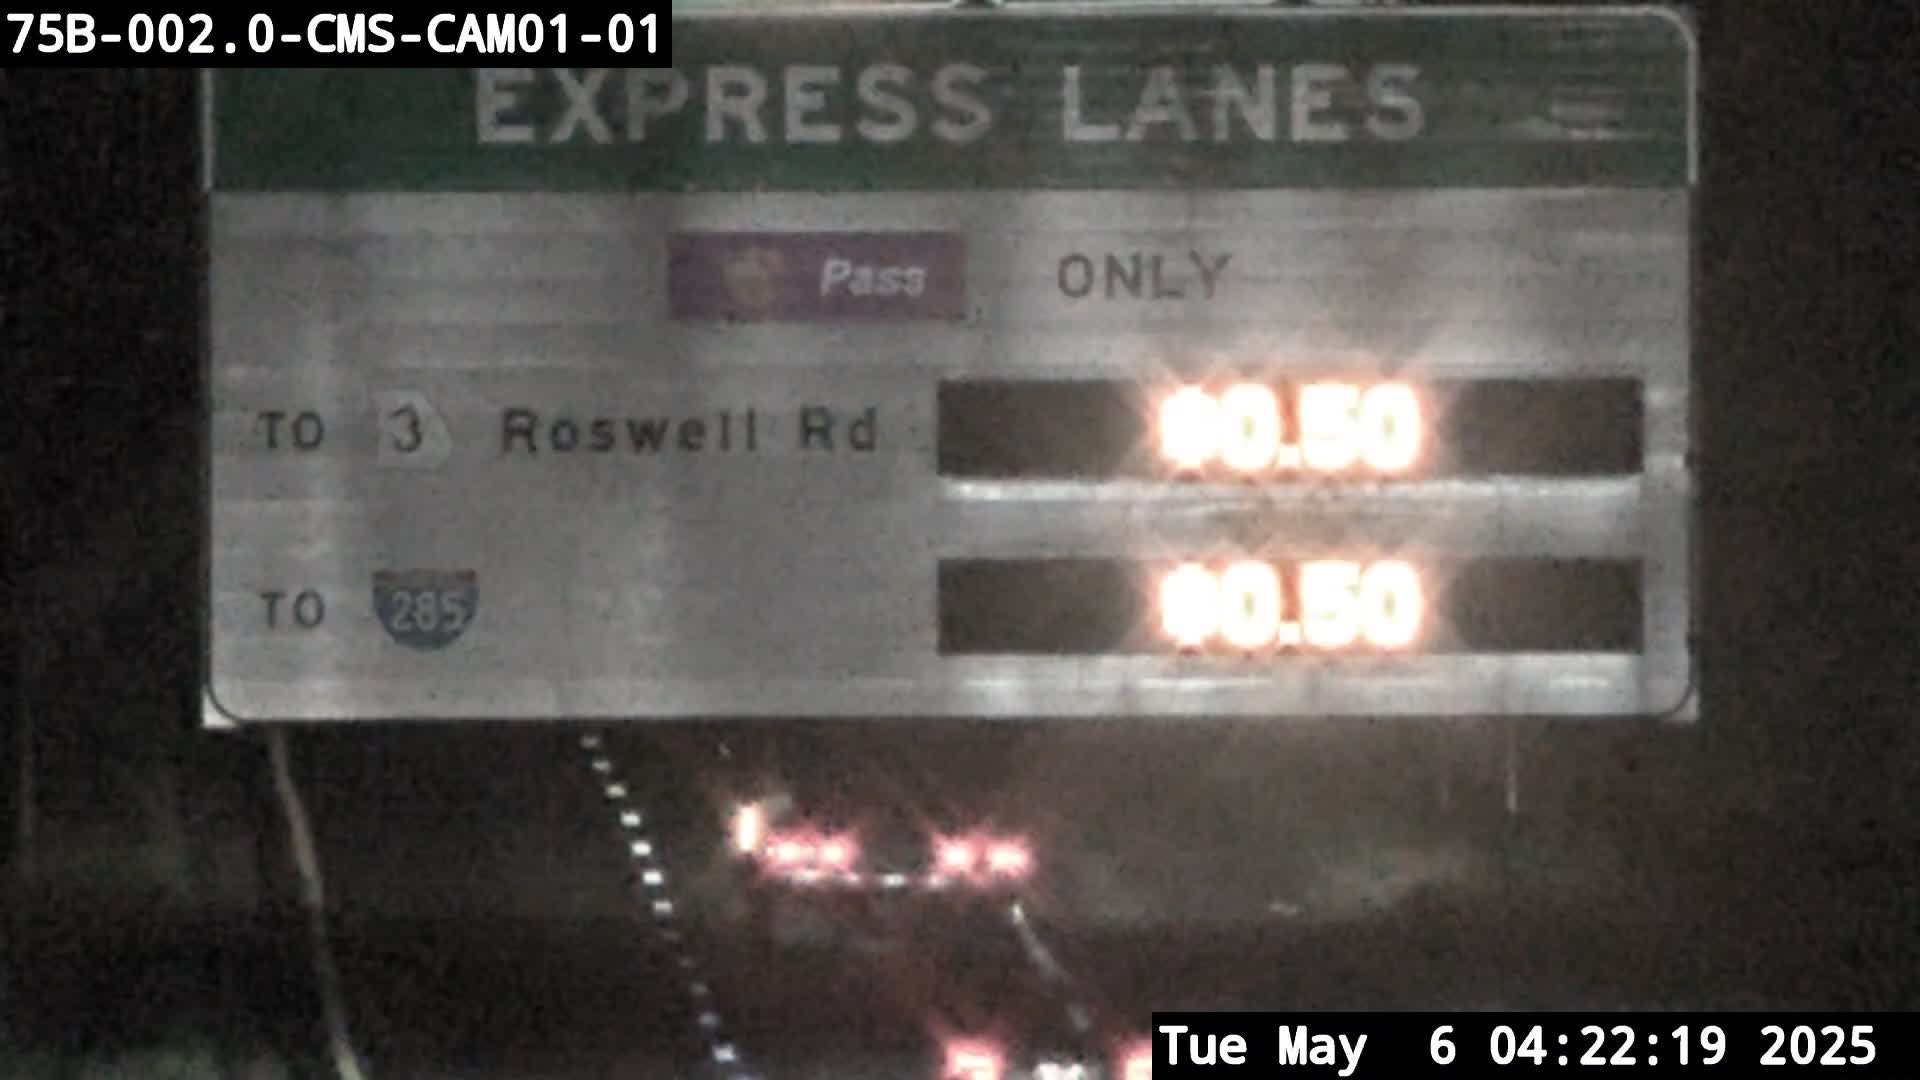 75B-002.0-CMS-CAM01-01
EXPRESS LANES
Pass ONLY
TO 3 Roswell Rd $0.50
TO 285 $0.50
Tue May 6 04:22:19 2025